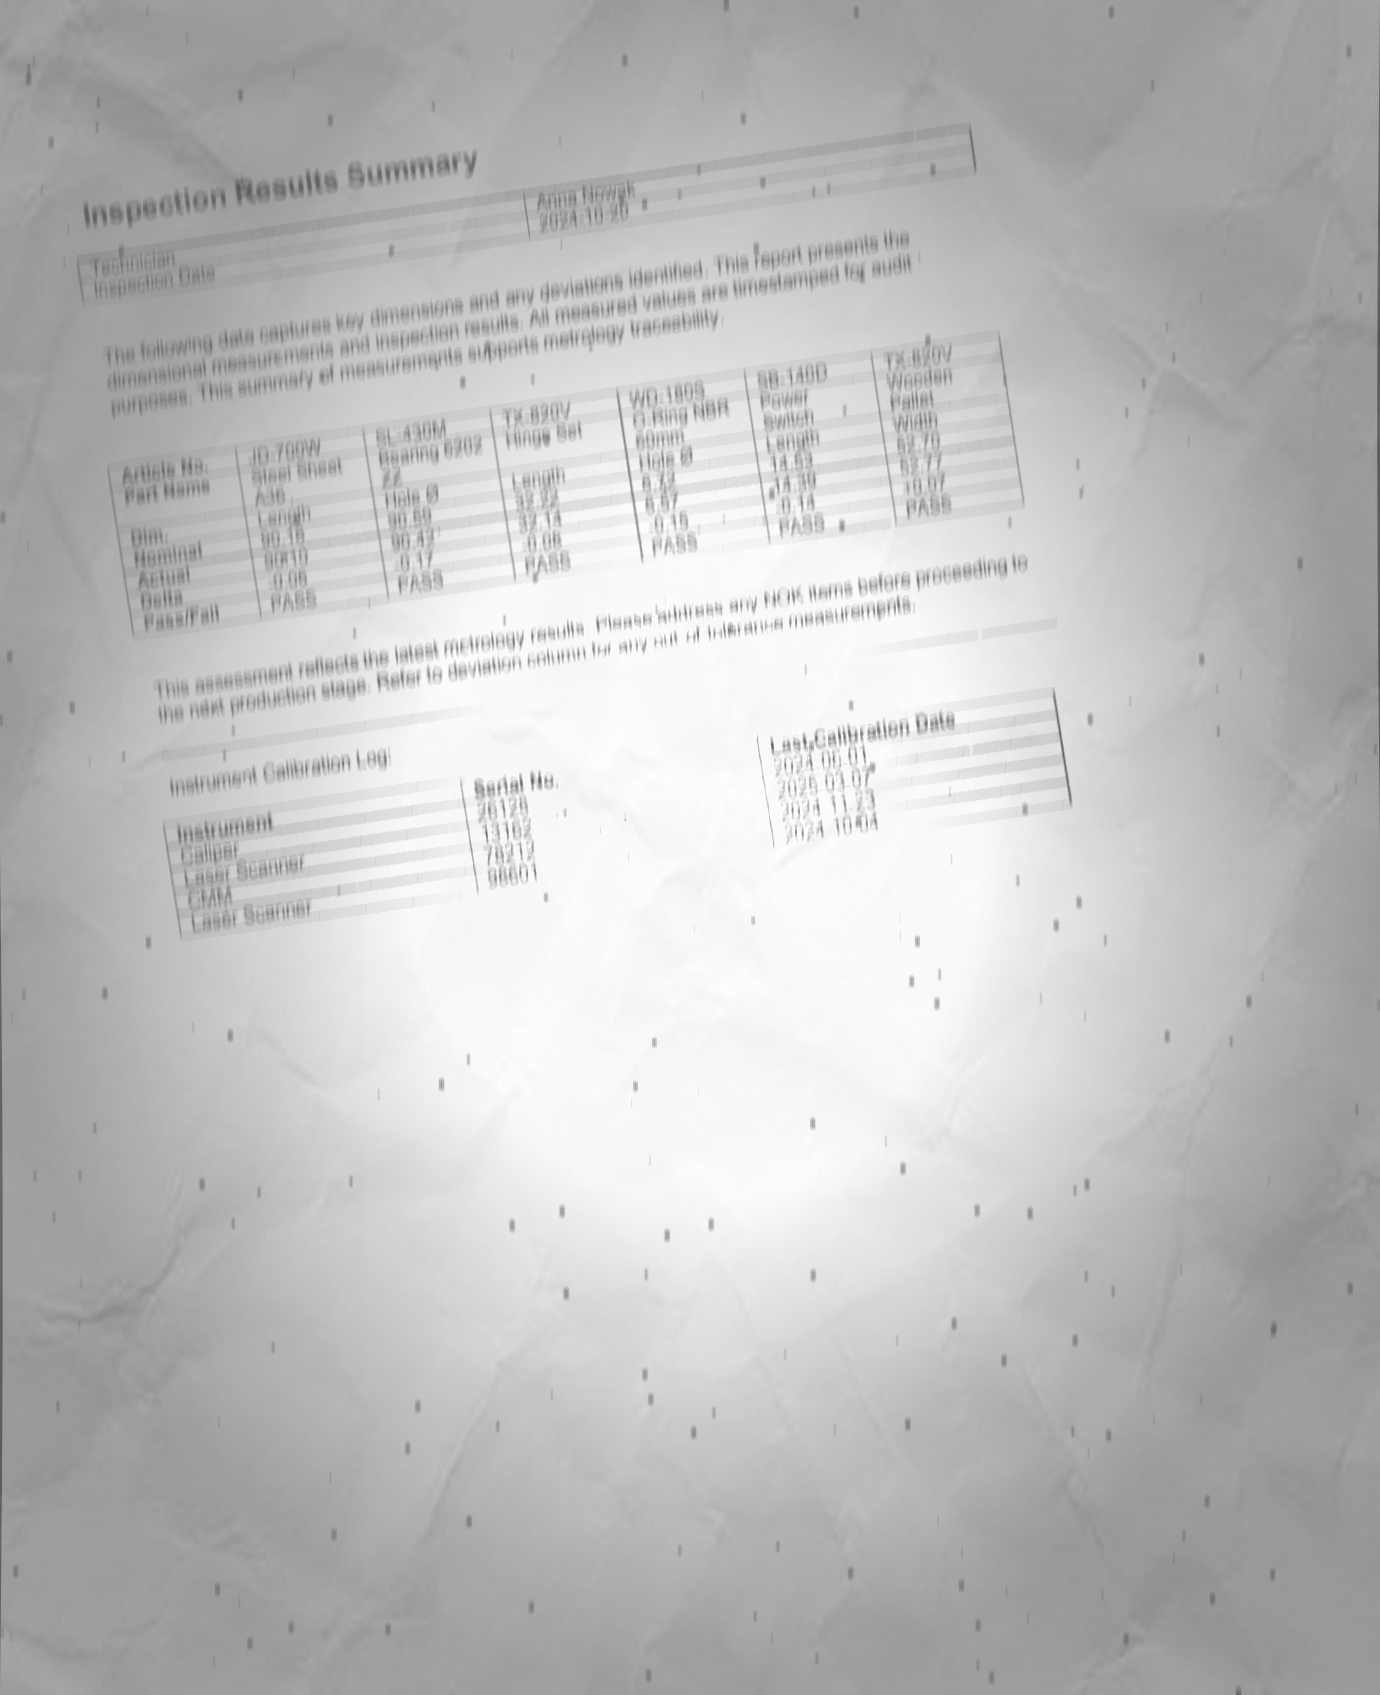 Inspection Results Summary
Technician Anna Nowak
Inspection Date 2024-10-20
The following data captures key dimensions and any deviations identified. This report presents the
dimensional measurements and inspection results. All measured values are timestamped for audit
purposes. This summary of measurements supports metrology traceability.
Article No. JD-700W SL-430M TX-820V WD-180S SB-140D TX-820V
Part Name Steel Sheet Bearing 6202 Hinge Set O-Ring NBR Power Wooden
A36 ZZ 60mm Switch Pallet
Dim. Length Hole Ø Length Hole Ø Length Width
Nominal 90.16 90.59 14.53 52.70
Actual 90.10 90.42 32.14 14.39 52.77
Delta -0.06 -0.17 -0.08 -0.15 -0.14 +0.07
Pass/Fail PASS PASS PASS PASS PASS PASS
This assessment reflects the latest metrology results. Please address any NOK items before proceeding to
the next production stage. Refer to deviation column for any out-of-tolerance measurements.
Instrument Calibration Log:
Instrument Serial No. Last Calibration Date
Caliper 26128 2024-06-01
Laser Scanner 13162 2025-03-07
CMM 78212 2024-11-23
Laser Scanner 98601 2024-10-04